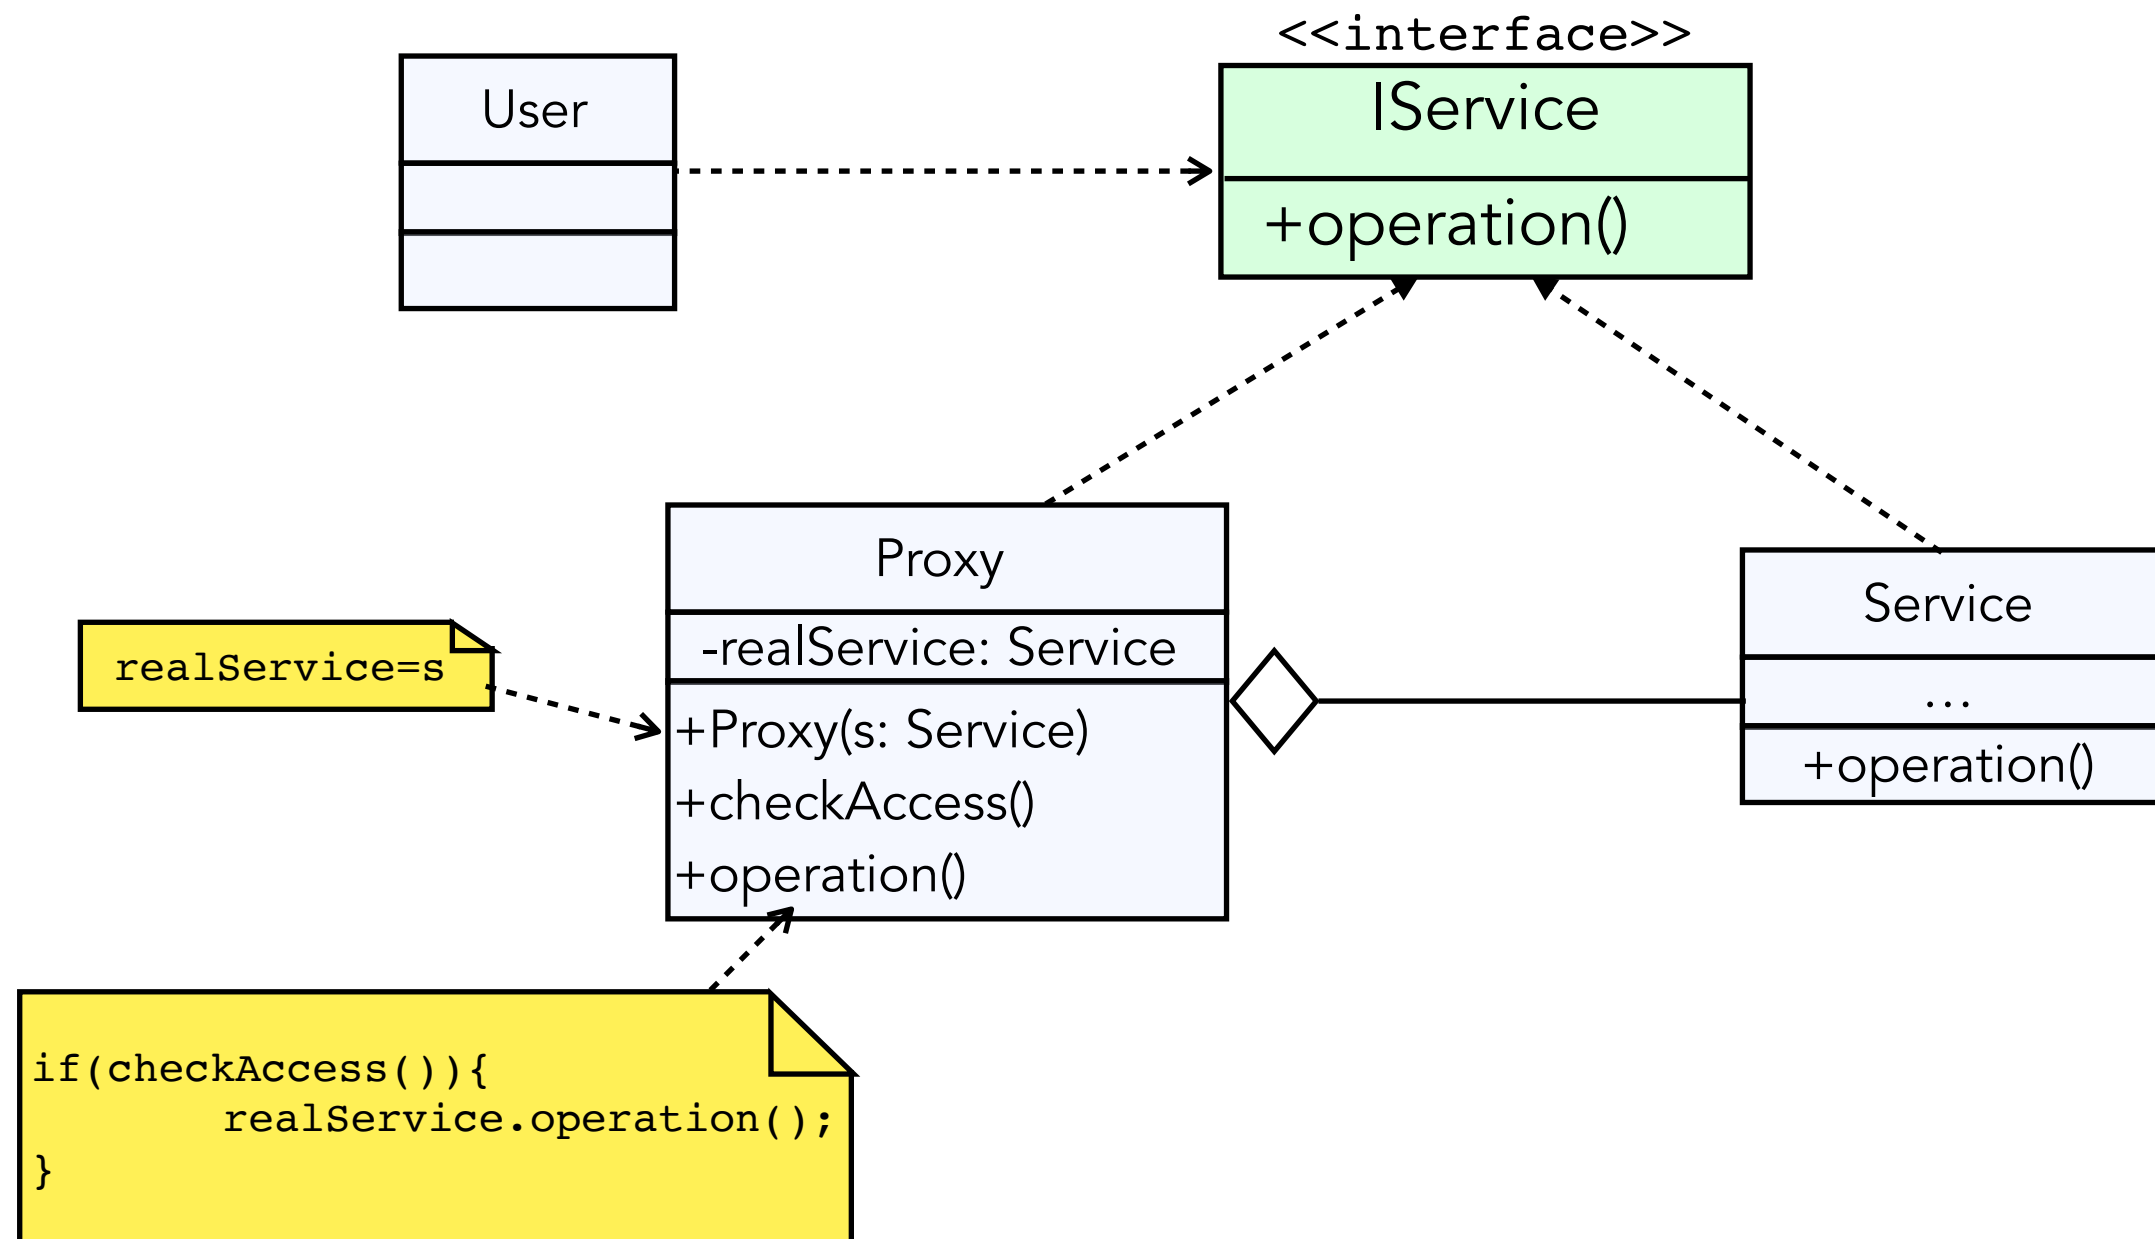 <<interface>>
User
IService
+operation()
Proxy
-realService: Service
+Proxy(s: Service)
+checkAccess()
+operation()
Service
...
+operation()
realService=s
if(checkAccess()){
realService.operation();
}